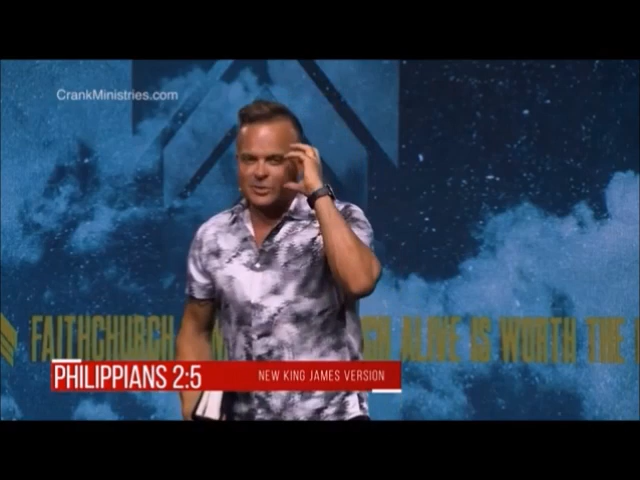 CrankMinistries.com
FAITHCHURCH
ALIVE IS WORTH THE
PHILIPPIANS 2:5
NEW KING JAMES VERSION